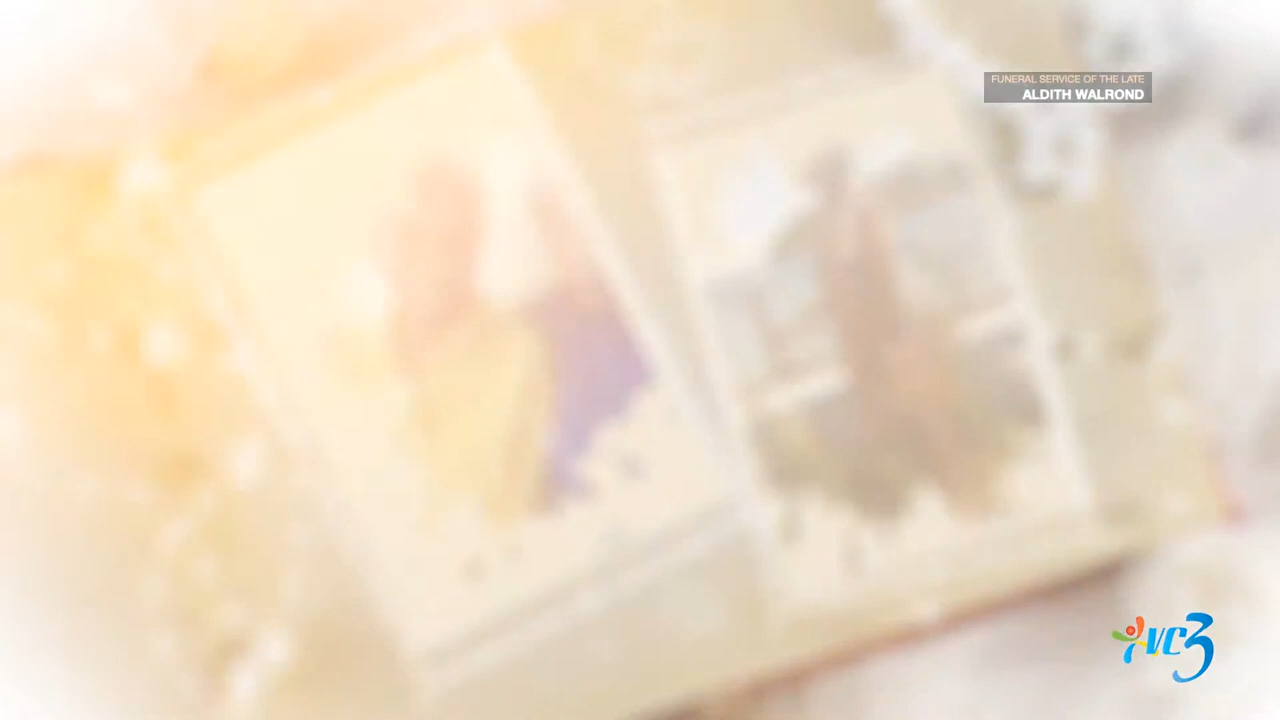 FUNERAL SERVICE OF THE LATE
ALDITH WALROND
VC3